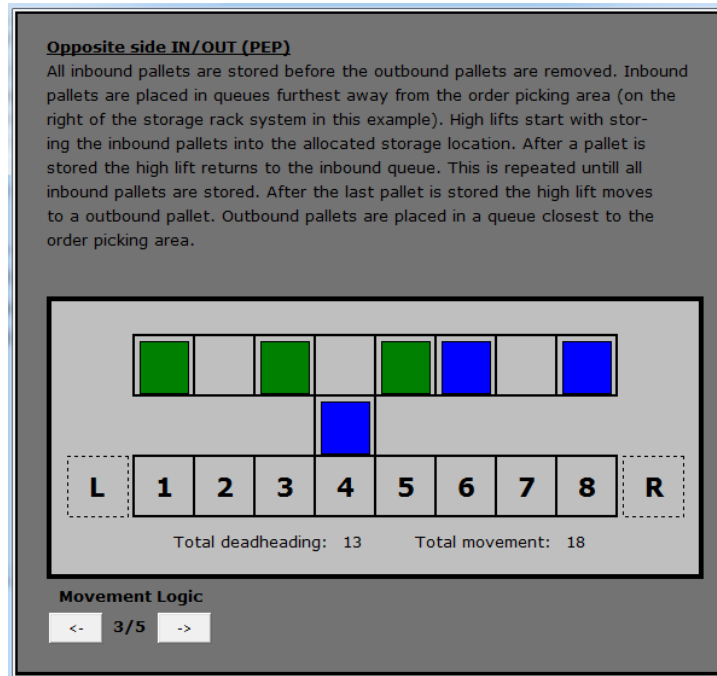 Opposite side IN/OUT (PEP)
All inbound pallets are stored before the outbound pallets are removed. Inbound
pallets are placed in queues furthest away from the order picking area (on the
right of the storage rack system in this example). High lifts start with stor-
ing the inbound pallets into the allocated storage location. After a pallet is
stored the high lift returns to the inbound queue. This is repeated untill all
inbound pallets are stored. After the last pallet is stored the high lift moves
to a outbound pallet. Outbound pallets are placed in a queue closest to the
order picking area.
L 1 2 3 4 5 6 7 8 R
Total deadheading: 13 Total movement: 18
Movement Logic
<- 3/5 ->